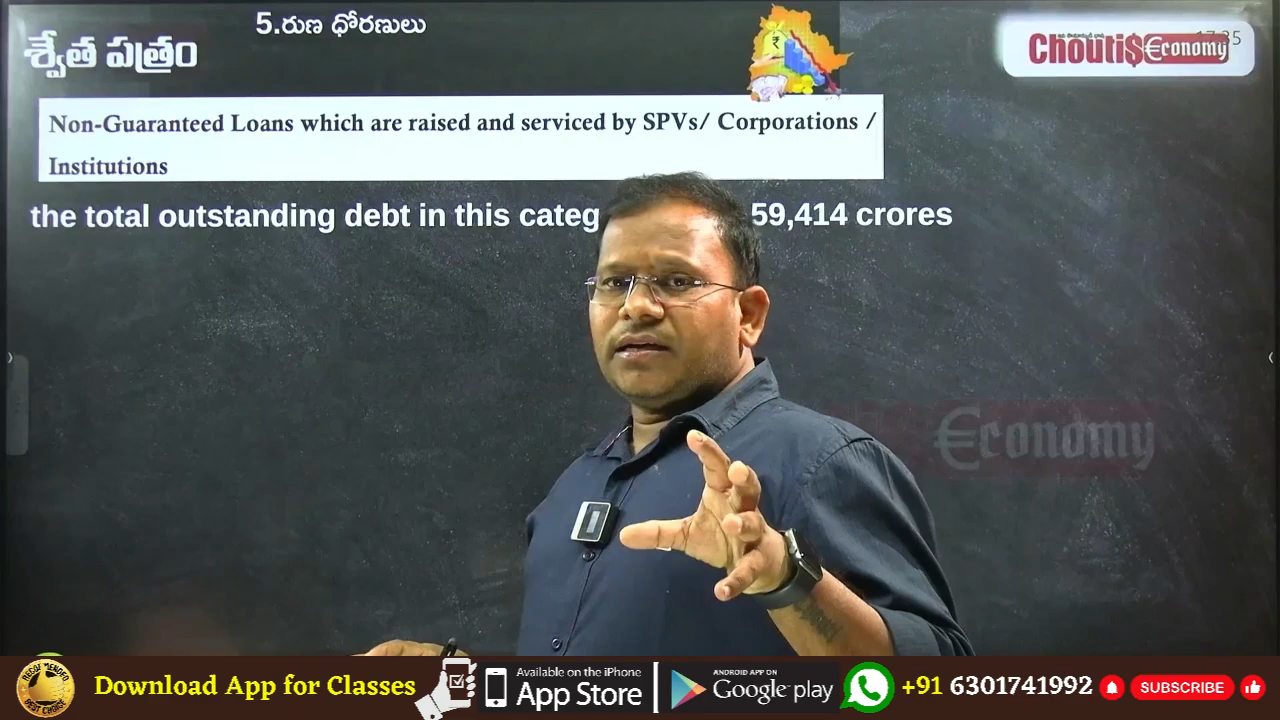 5.రుణ ధోరణులు
శ్వేత పత్రం
Chouti$ €conomy
Non-Guaranteed Loans which are raised and serviced by SPVs/ Corporations /
Institutions
the total outstanding debt in this categ 59,414 crores
€conomy
Download App for Classes
Available on the iPhone
App Store
ANDROID APP ON
Google play
+91 6301741992
SUBSCRIBE